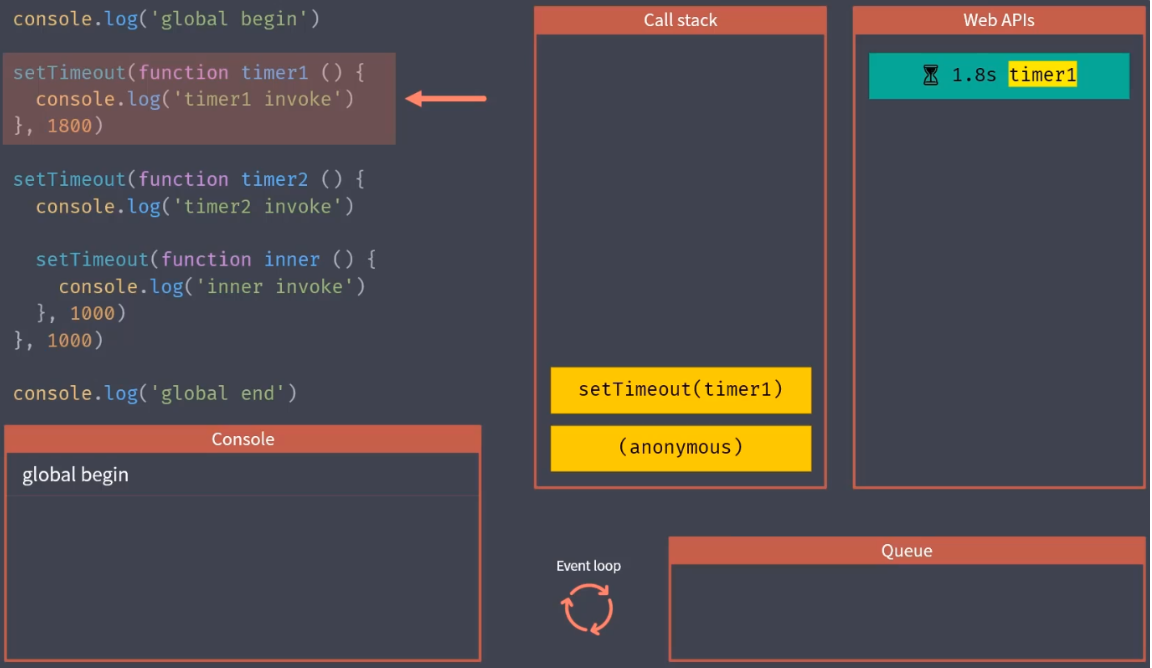 console.log('global begin')
setTimeout(function timer1 () {
console.log('timer1 invoke')
}, 1800)
setTimeout(function timer2 () {
console.log('timer2 invoke')
setTimeout(function inner () {
console.log('inner invoke')
}, 1000)
}, 1000)
console.log('global end')
Console
global begin
Call stack
setTimeout(timer1)
(anonymous)
Web APIs
1.8s timer1
Event loop
Queue